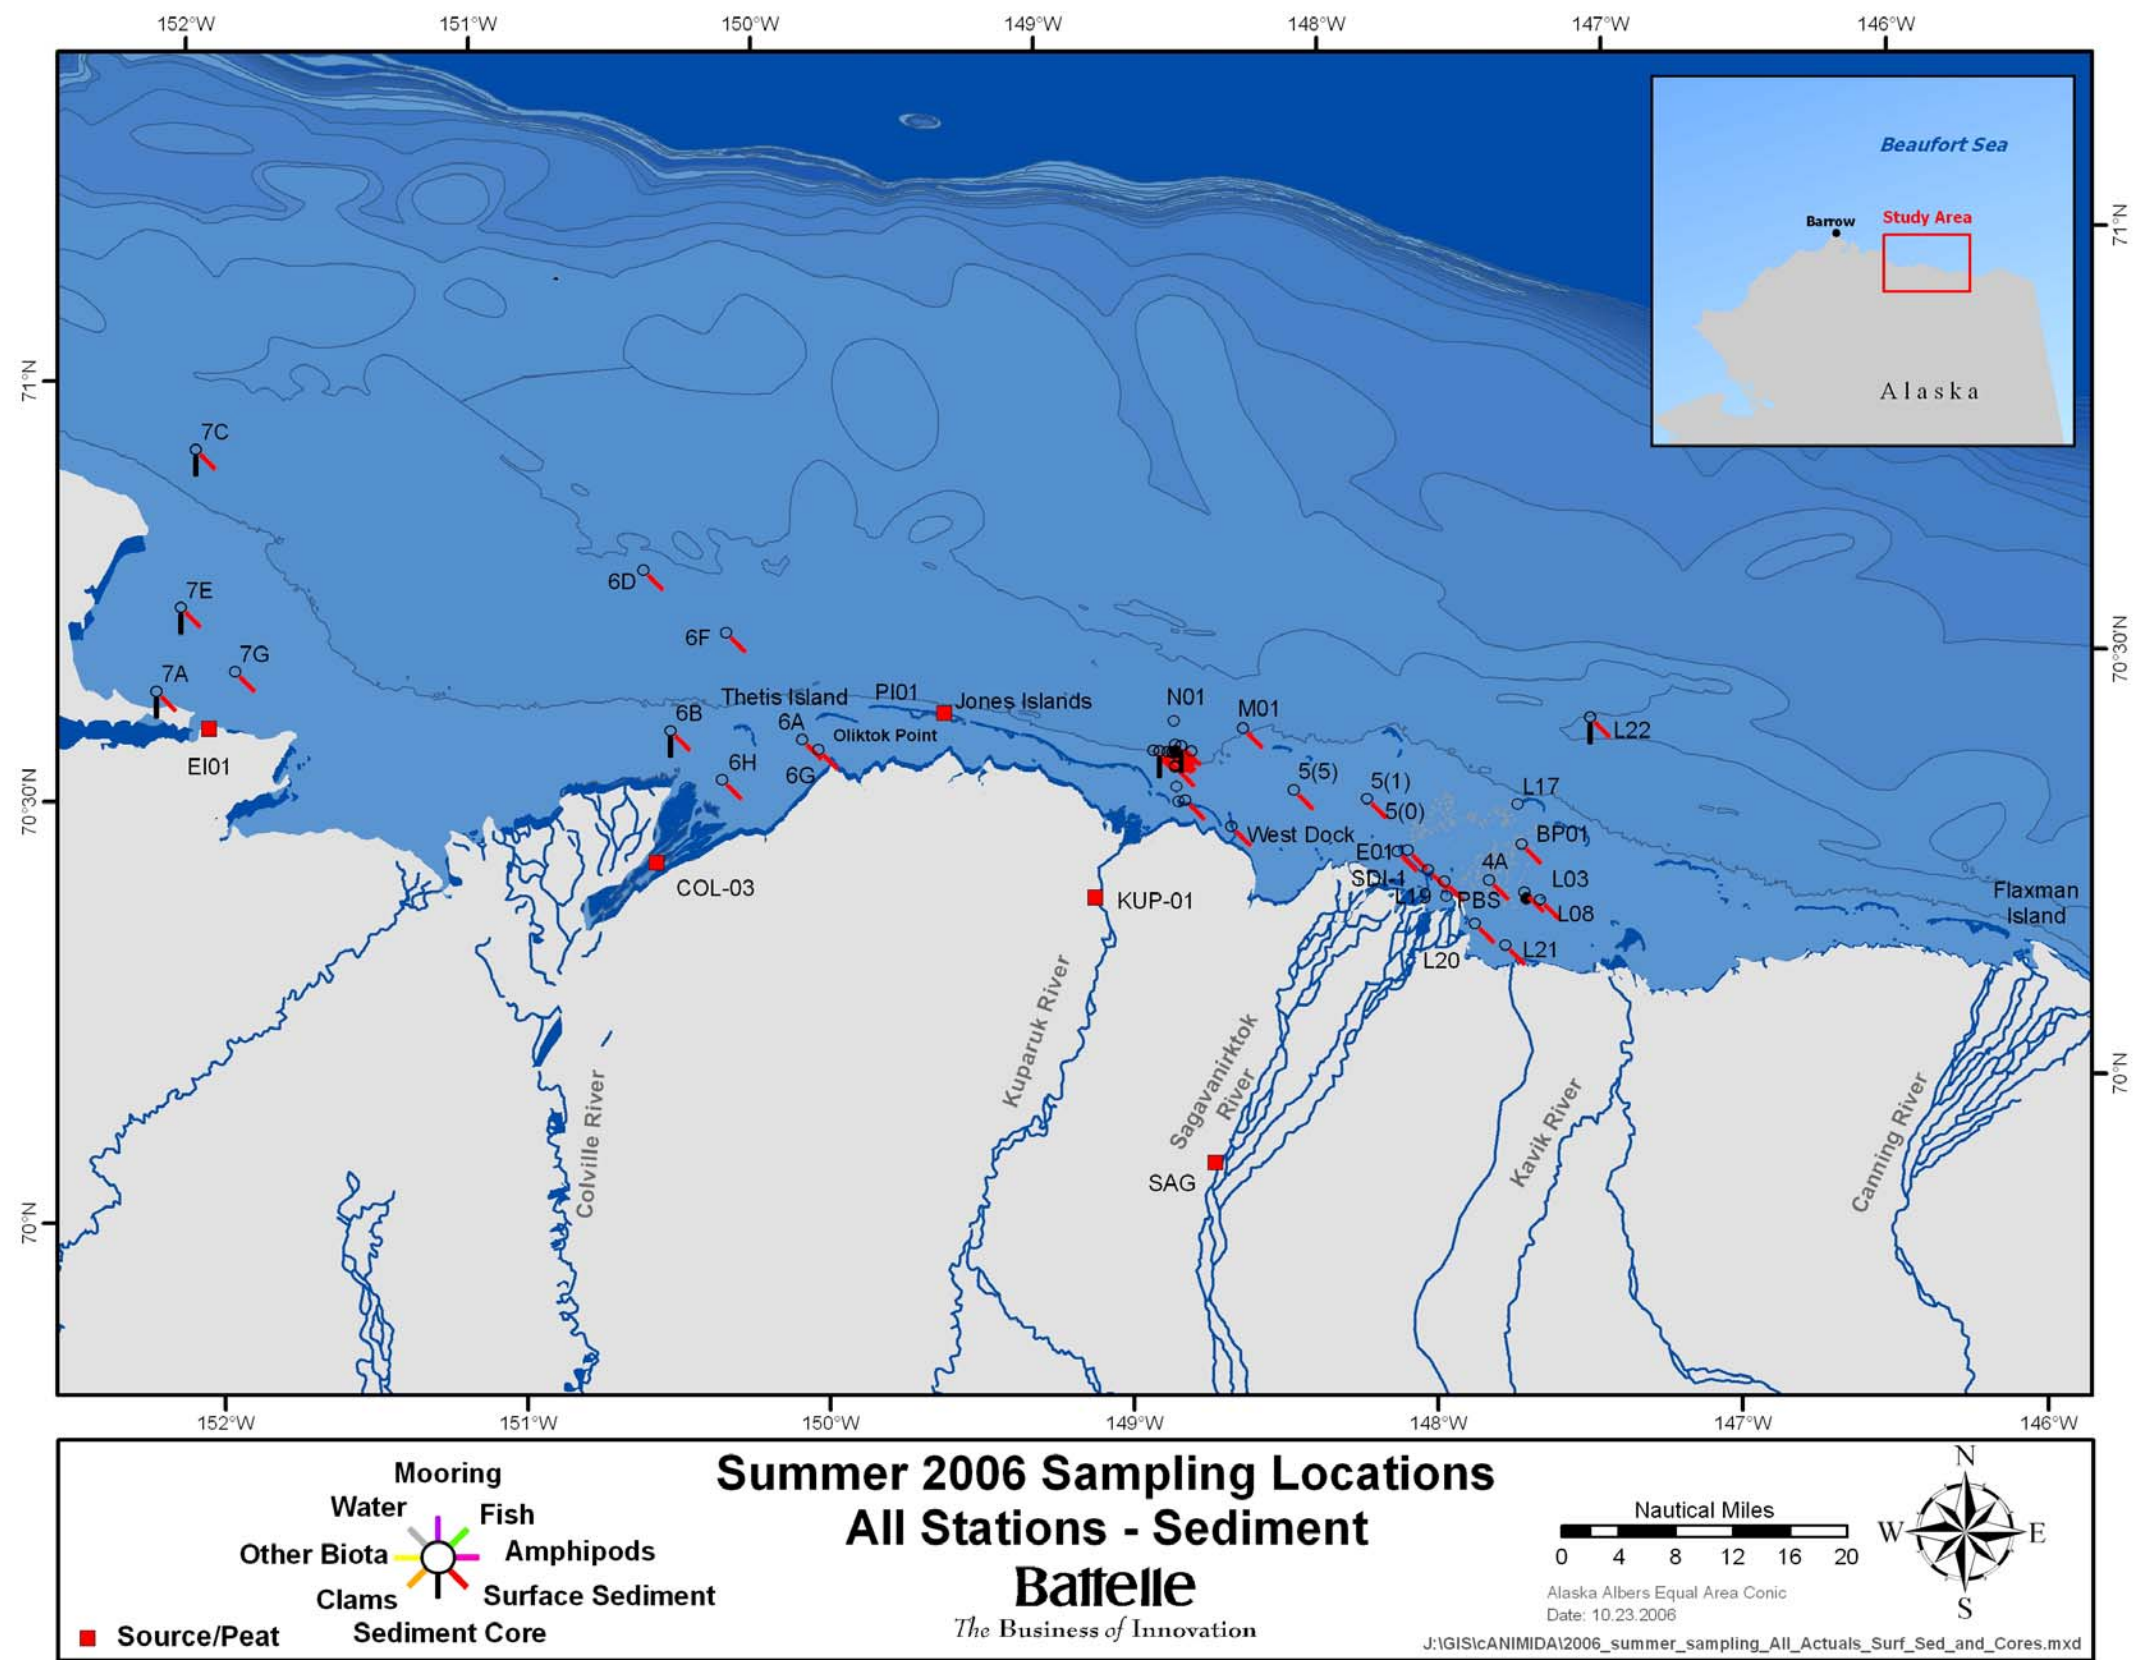 152°W 151°W 150°W 149°W 148°W 147°W 146°W
Beaufort Sea
Barrow
Study Area
Alaska
71°N
71°N
7C
7E
6D
6F
70°30'N
7G
7A
Thetis Island
PI01
Jones Islands
N01
M01
6B
6A
Oliktok Point
L22
EI01
6H
6G
5(5)
5(1)
L17
70°30'N
5(0)
West Dock
BP01
E01
4A
SDI-1
L03
COL-03
KUP-01
L19
PBS
L08
Flaxman
Island
L21
L20
Kuparuk River
Sagavanirktok
River
70°N
Colville River
Kavik River
Canning River
SAG
70°N
152°W 151°W 150°W 149°W 148°W 147°W 146°W
Mooring
Water
Fish
Other Biota
Amphipods
Clams
Surface Sediment
Sediment Core
Source/Peat
Summer 2006 Sampling Locations
All Stations - Sediment
Battelle
The Business of Innovation
Nautical Miles
0 4 8 12 16 20
Alaska Albers Equal Area Conic
Date: 10.23.2006
N
W E
S
J:\GIS\cANIMIDA\2006_summer_sampling_All_Actuals_Surf_Sed_and_Cores.mxd